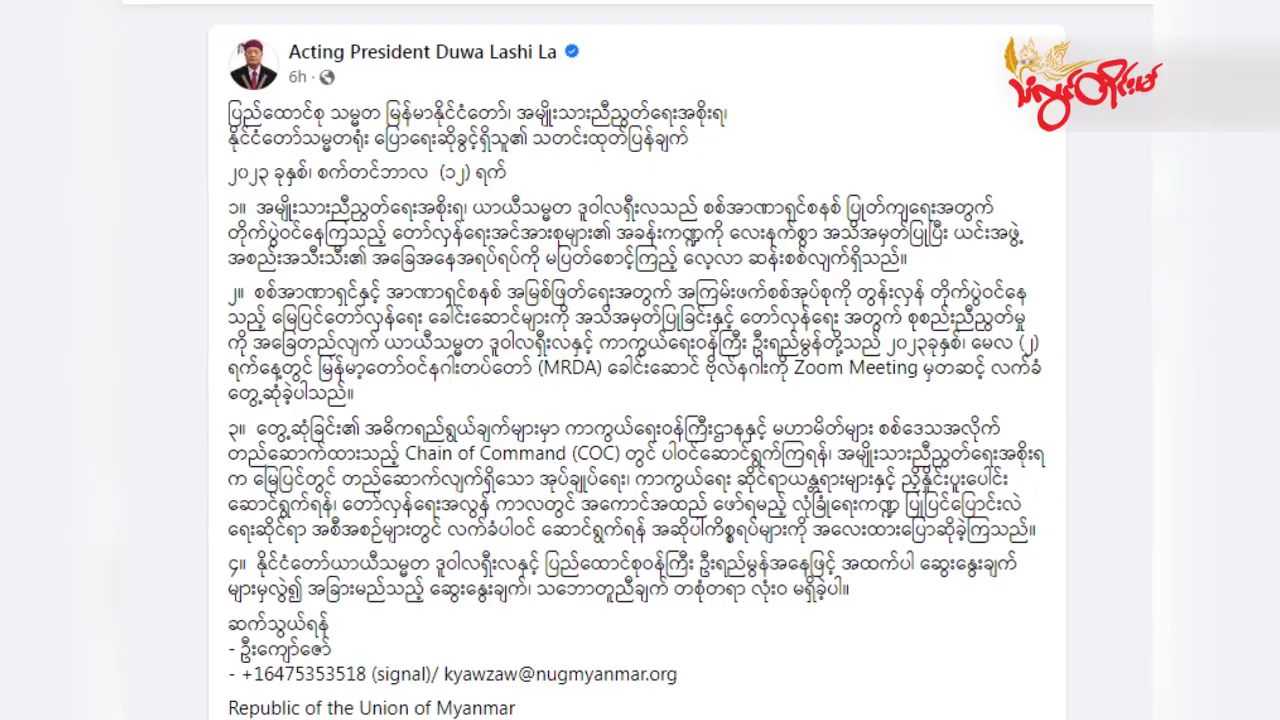 Acting President Duwa Lashi La
6h ·
ပြည်ထောင်စု သမ္မတ မြန်မာနိုင်ငံတော်၊ အမျိုးသားညီညွတ်ရေးအစိုးရ၊
နိုင်ငံတော်သမ္မတရုံး ပြောရေးဆိုခွင့်ရှိသူ၏ သတင်းထုတ်ပြန်ချက်
၂၀၂၃ ခုနှစ်၊ စက်တင်ဘာလ (၁၂) ရက်
၁။ အမျိုးသားညီညွတ်ရေးအစိုးရ၊ ယာယီသမ္မတ ဒူဝါလရှီးလသည် စစ်အာဏာရှင်စနစ် ပြုတ်ကျရေးအတွက်
တိုက်ပွဲဝင်နေကြသည့် တော်လှန်ရေးအင်အားစုများ၏ အခန်းကဏ္ဍကို လေးနက်စွာ အသိအမှတ်ပြုပြီး ယင်းအဖွဲ့
အစည်းအသီးသီး၏ အခြေအနေအရပ်ရပ်ကို မပြတ်စောင့်ကြည့် လေ့လာ ဆန်းစစ်လျက်ရှိသည်။
၂။ စစ်အာဏာရှင်နှင့် အာဏာရှင်စနစ် အမြစ်ဖြတ်ရေးအတွက် အကြမ်းဖက်စစ်အုပ်စုကို တွန်းလှန် တိုက်ပွဲဝင်နေ
သည့် မြေပြင်တော်လှန်ရေး ခေါင်းဆောင်များကို အသိအမှတ်ပြုခြင်းနှင့် တော်လှန်ရေး အတွက် စုစည်းညီညွတ်မှု
ကို အခြေတည်လျက် ယာယီသမ္မတ ဒူဝါလရှီးလနှင့် ကာကွယ်ရေးဝန်ကြီး ဦးရည်မွန်တို့သည် ၂၀၂၃ခုနှစ်၊ မေလ (၂)
ရက်နေ့တွင် မြန်မာ့တော်ဝင်နဂါးတပ်တော် (MRDA) ခေါင်းဆောင် ဗိုလ်နဂါးကို Zoom Meeting မှတဆင့် လက်ခံ
တွေ့ဆုံခဲ့ပါသည်။
၃။ တွေ့ဆုံခြင်း၏ အဓိကရည်ရွယ်ချက်များမှာ ကာကွယ်ရေးဝန်ကြီးဌာနနှင့် မဟာမိတ်များ စစ်ဒေသအလိုက်
တည်ဆောက်ထားသည့် Chain of Command (COC) တွင် ပါဝင်ဆောင်ရွက်ကြရန်၊ အမျိုးသားညီညွတ်ရေးအစိုးရ
က မြေပြင်တွင် တည်ဆောက်လျက်ရှိသော အုပ်ချုပ်ရေး၊ ကာကွယ်ရေး ဆိုင်ရာယန္တရားများနှင့် ညှိနှိုင်းပူးပေါင်း
ဆောင်ရွက်ရန်၊ တော်လှန်ရေးအလွန် ကာလတွင် အကောင်အထည် ဖော်ရမည့် လုံခြုံရေးကဏ္ဍ ပြုပြင်ပြောင်းလဲ
ရေးဆိုင်ရာ အစီအစဉ်များတွင် လက်ခံပါဝင် ဆောင်ရွက်ရန် အဆိုပါကိစ္စရပ်များကို အလေးထားပြောဆိုခဲ့ကြသည်။
၄။ နိုင်ငံတော်ယာယီသမ္မတ ဒူဝါလရှီးလနှင့် ပြည်ထောင်စုဝန်ကြီး ဦးရည်မွန်အနေဖြင့် အထက်ပါ ဆွေးနွေးချက်
များမှလွဲ၍ အခြားမည်သည့် ဆွေးနွေးချက်၊ သဘောတူညီချက် တစုံတရာ လုံးဝ မရှိခဲ့ပါ။
ဆက်သွယ်ရန်
- ဦးကျော်ဇော်
- +16475353518 (signal)/ kyawzaw@nugmyanmar.org
Republic of the Union of Myanmar